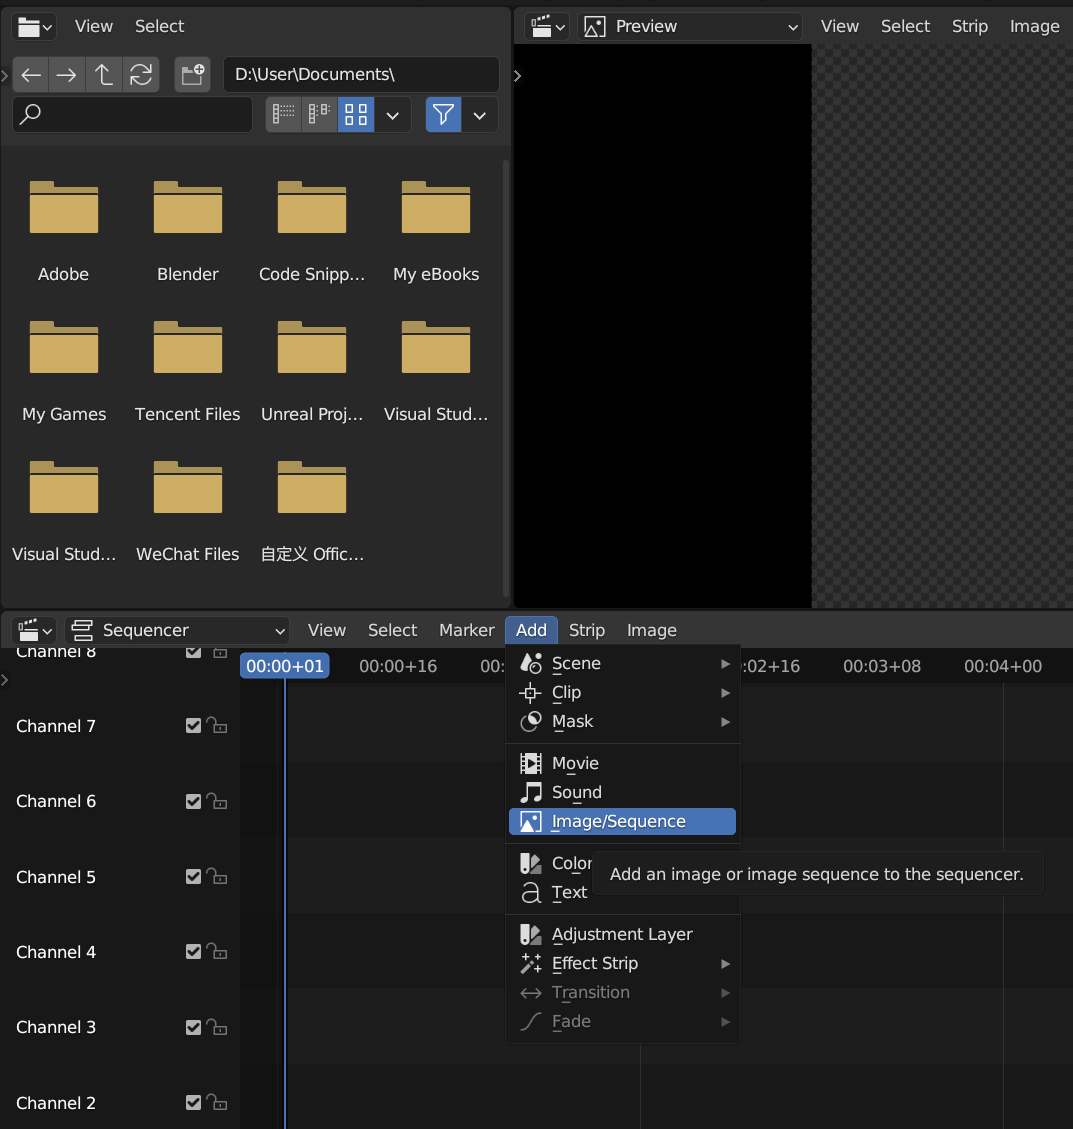 View Select
Preview View Select Strip Image
D:\User\Documents\
Adobe Blender Code Snipp... My eBooks
My Games Tencent Files Unreal Proj... Visual Stud...
Visual Stud... WeChat Files 自定义 Offic...
Sequencer View Select Marker Add Strip Image
Channel 8
00:00+01 00:00+16 00: :02+16 00:03+08 00:04+00
Channel 7
Channel 6
Channel 5
Channel 4
Channel 3
Channel 2
Scene
Clip
Mask
Movie
Sound
Image/Sequence
Color
Add an image or image sequence to the sequencer.
Text
Adjustment Layer
Effect Strip
Transition
Fade